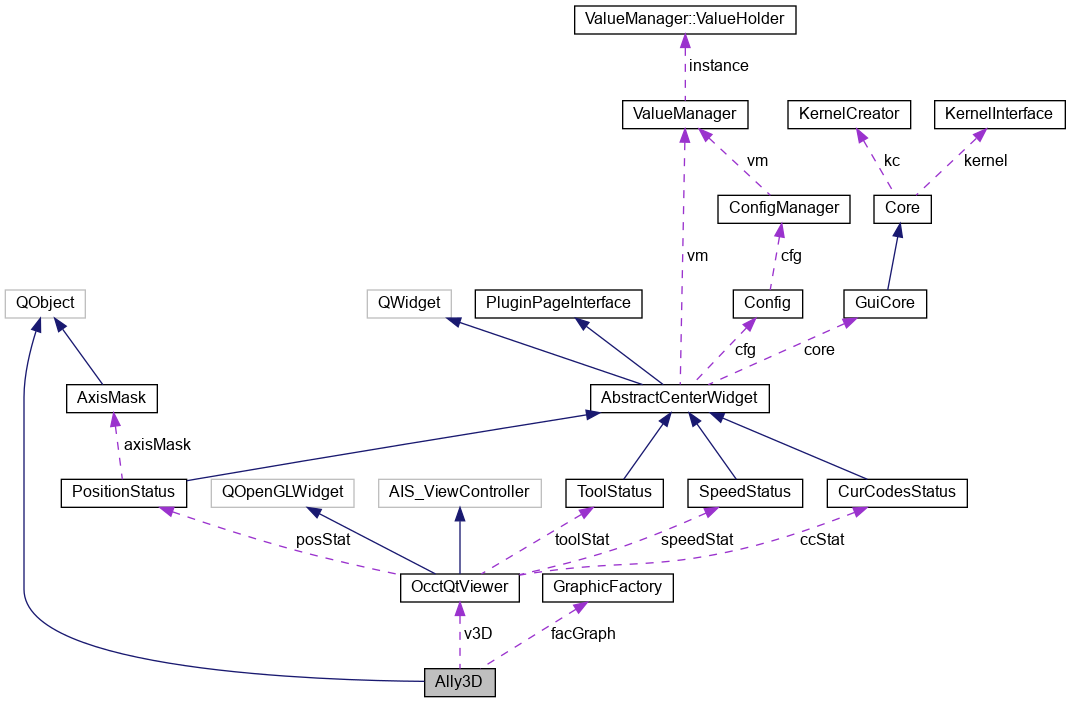 ValueManager::ValueHolder
instance
ValueManager
KernelCreator
KernelInterface
vm
kc
kernel
ConfigManager
Core
vm
cfg
QObject
QWidget
PluginPageInterface
Config
GuiCore
cfg
core
AxisMask
AbstractCenterWidget
axisMask
PositionStatus
QOpenGLWidget
AIS_ViewController
ToolStatus
SpeedStatus
CurCodesStatus
posStat
toolStat
speedStat
ccStat
OcctQtViewer
GraphicFactory
v3D
facGraph
Ally3D